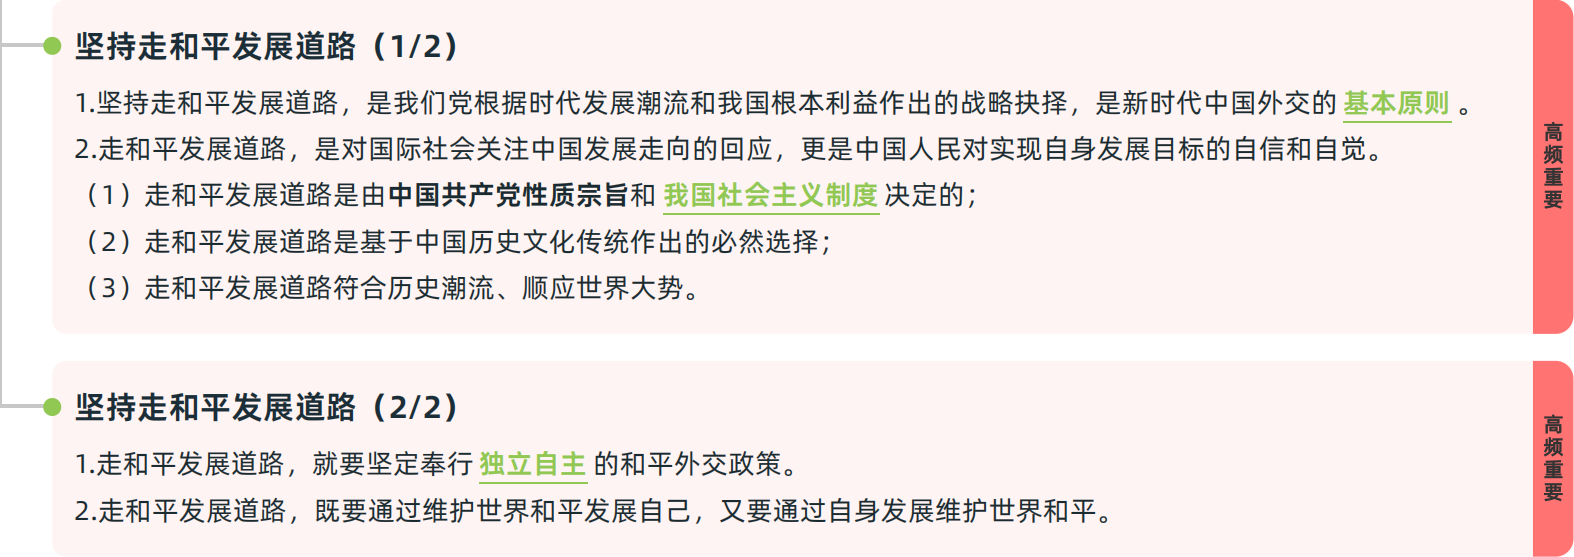 坚持走和平发展道路（1/2）
1.坚持走和平发展道路，是我们党根据时代发展潮流和我国根本利益作出的战略抉择，是新时代中国外交的 基本原则 。
2.走和平发展道路，是对国际社会关注中国发展走向的回应，更是中国人民对实现自身发展目标的自信和自觉。
（1）走和平发展道路是由中国共产党性质宗旨和 我国社会主义制度 决定的；
（2）走和平发展道路是基于中国历史文化传统作出的必然选择；
（3）走和平发展道路符合历史潮流、顺应世界大势。
高频重要
坚持走和平发展道路（2/2）
1.走和平发展道路，就要坚定奉行 独立自主 的和平外交政策。
2.走和平发展道路，既要通过维护世界和平发展自己，又要通过自身发展维护世界和平。
高频重要